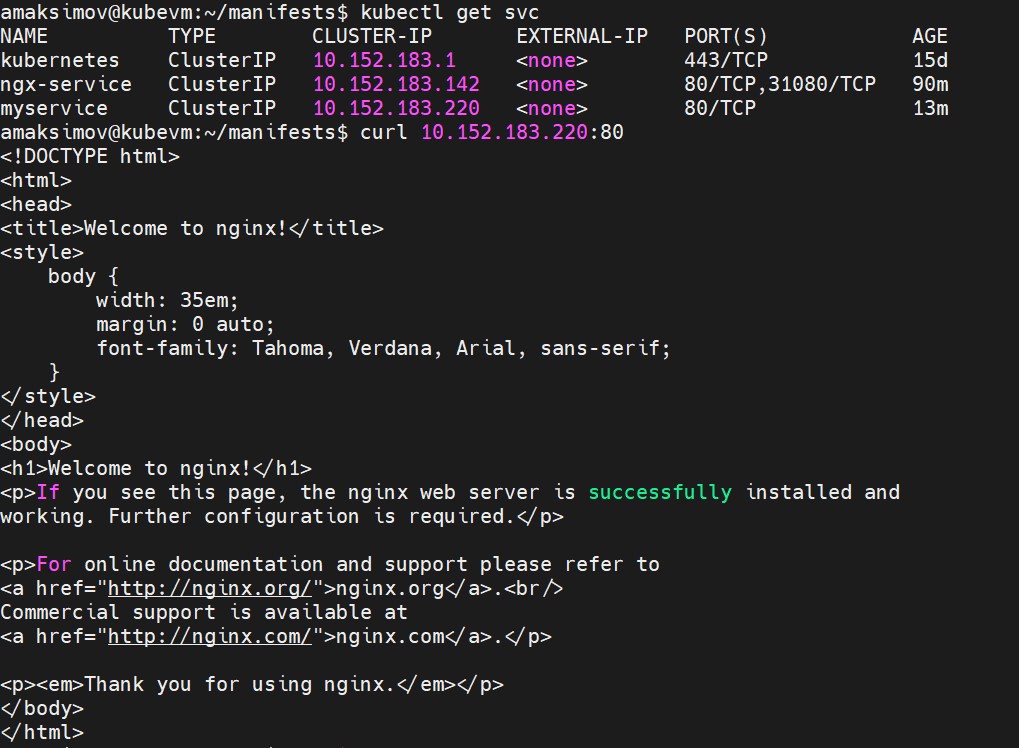 amaksimov@kubevm:~/manifests$ kubectl get svc
NAME          TYPE        CLUSTER-IP       EXTERNAL-IP   PORT(S)            AGE
kubernetes    ClusterIP   10.152.183.1     <none>        443/TCP            15d
ngx-service   ClusterIP   10.152.183.142   <none>        80/TCP,31080/TCP   90m
myservice     ClusterIP   10.152.183.220   <none>        80/TCP             13m
amaksimov@kubevm:~/manifests$ curl 10.152.183.220:80
<!DOCTYPE html>
<html>
<head>
<title>Welcome to nginx!</title>
<style>
    body {
        width: 35em;
        margin: 0 auto;
        font-family: Tahoma, Verdana, Arial, sans-serif;
    }
</style>
</head>
<body>
<h1>Welcome to nginx!</h1>
<p>If you see this page, the nginx web server is successfully installed and
working. Further configuration is required.</p>

<p>For online documentation and support please refer to
<a href="http://nginx.org/">nginx.org</a>.<br/>
Commercial support is available at
<a href="http://nginx.com/">nginx.com</a>.</p>

<p><em>Thank you for using nginx.</em></p>
</body>
</html>